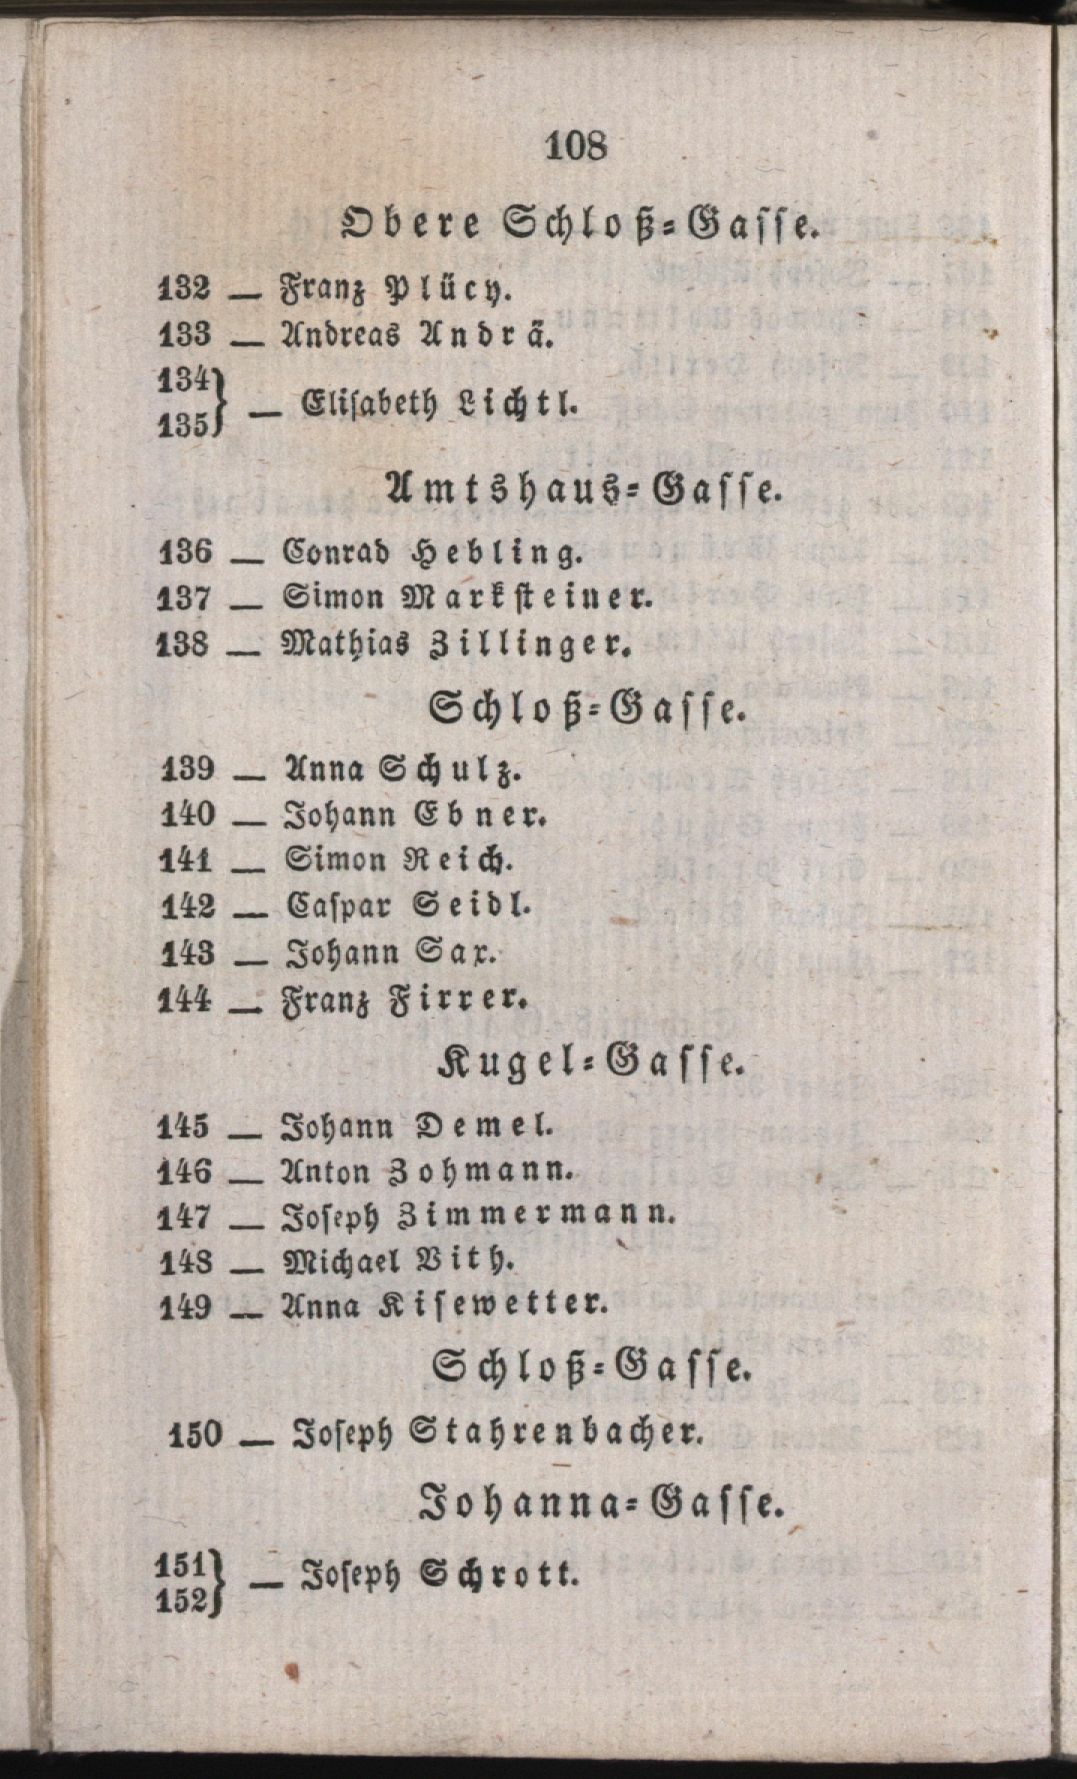 108
Obere Schloß-Gasse.
132 — Franz Plücy.
133 — Andreas Andrä.
134
135} — Elisabeth Lichtl.
Amtshaus-Gasse.
136 — Conrad Hebling.
137 — Simon Marksteiner.
138 — Mathias Zillinger.
Schloß-Gasse.
139 — Anna Schulz.
140 — Johann Ebner.
141 — Simon Reich.
142 — Caspar Seidl.
143 — Johann Sax.
144 — Franz Firrer.
Kugel-Gasse.
145 — Johann Demel.
146 — Anton Zohmann.
147 — Joseph Zimmermann.
148 — Michael Vith.
149 — Anna Kisewetter.
Schloß-Gasse.
150 — Joseph Stahrenbacher.
Johanna-Gasse.
151
152} — Joseph Schrott.